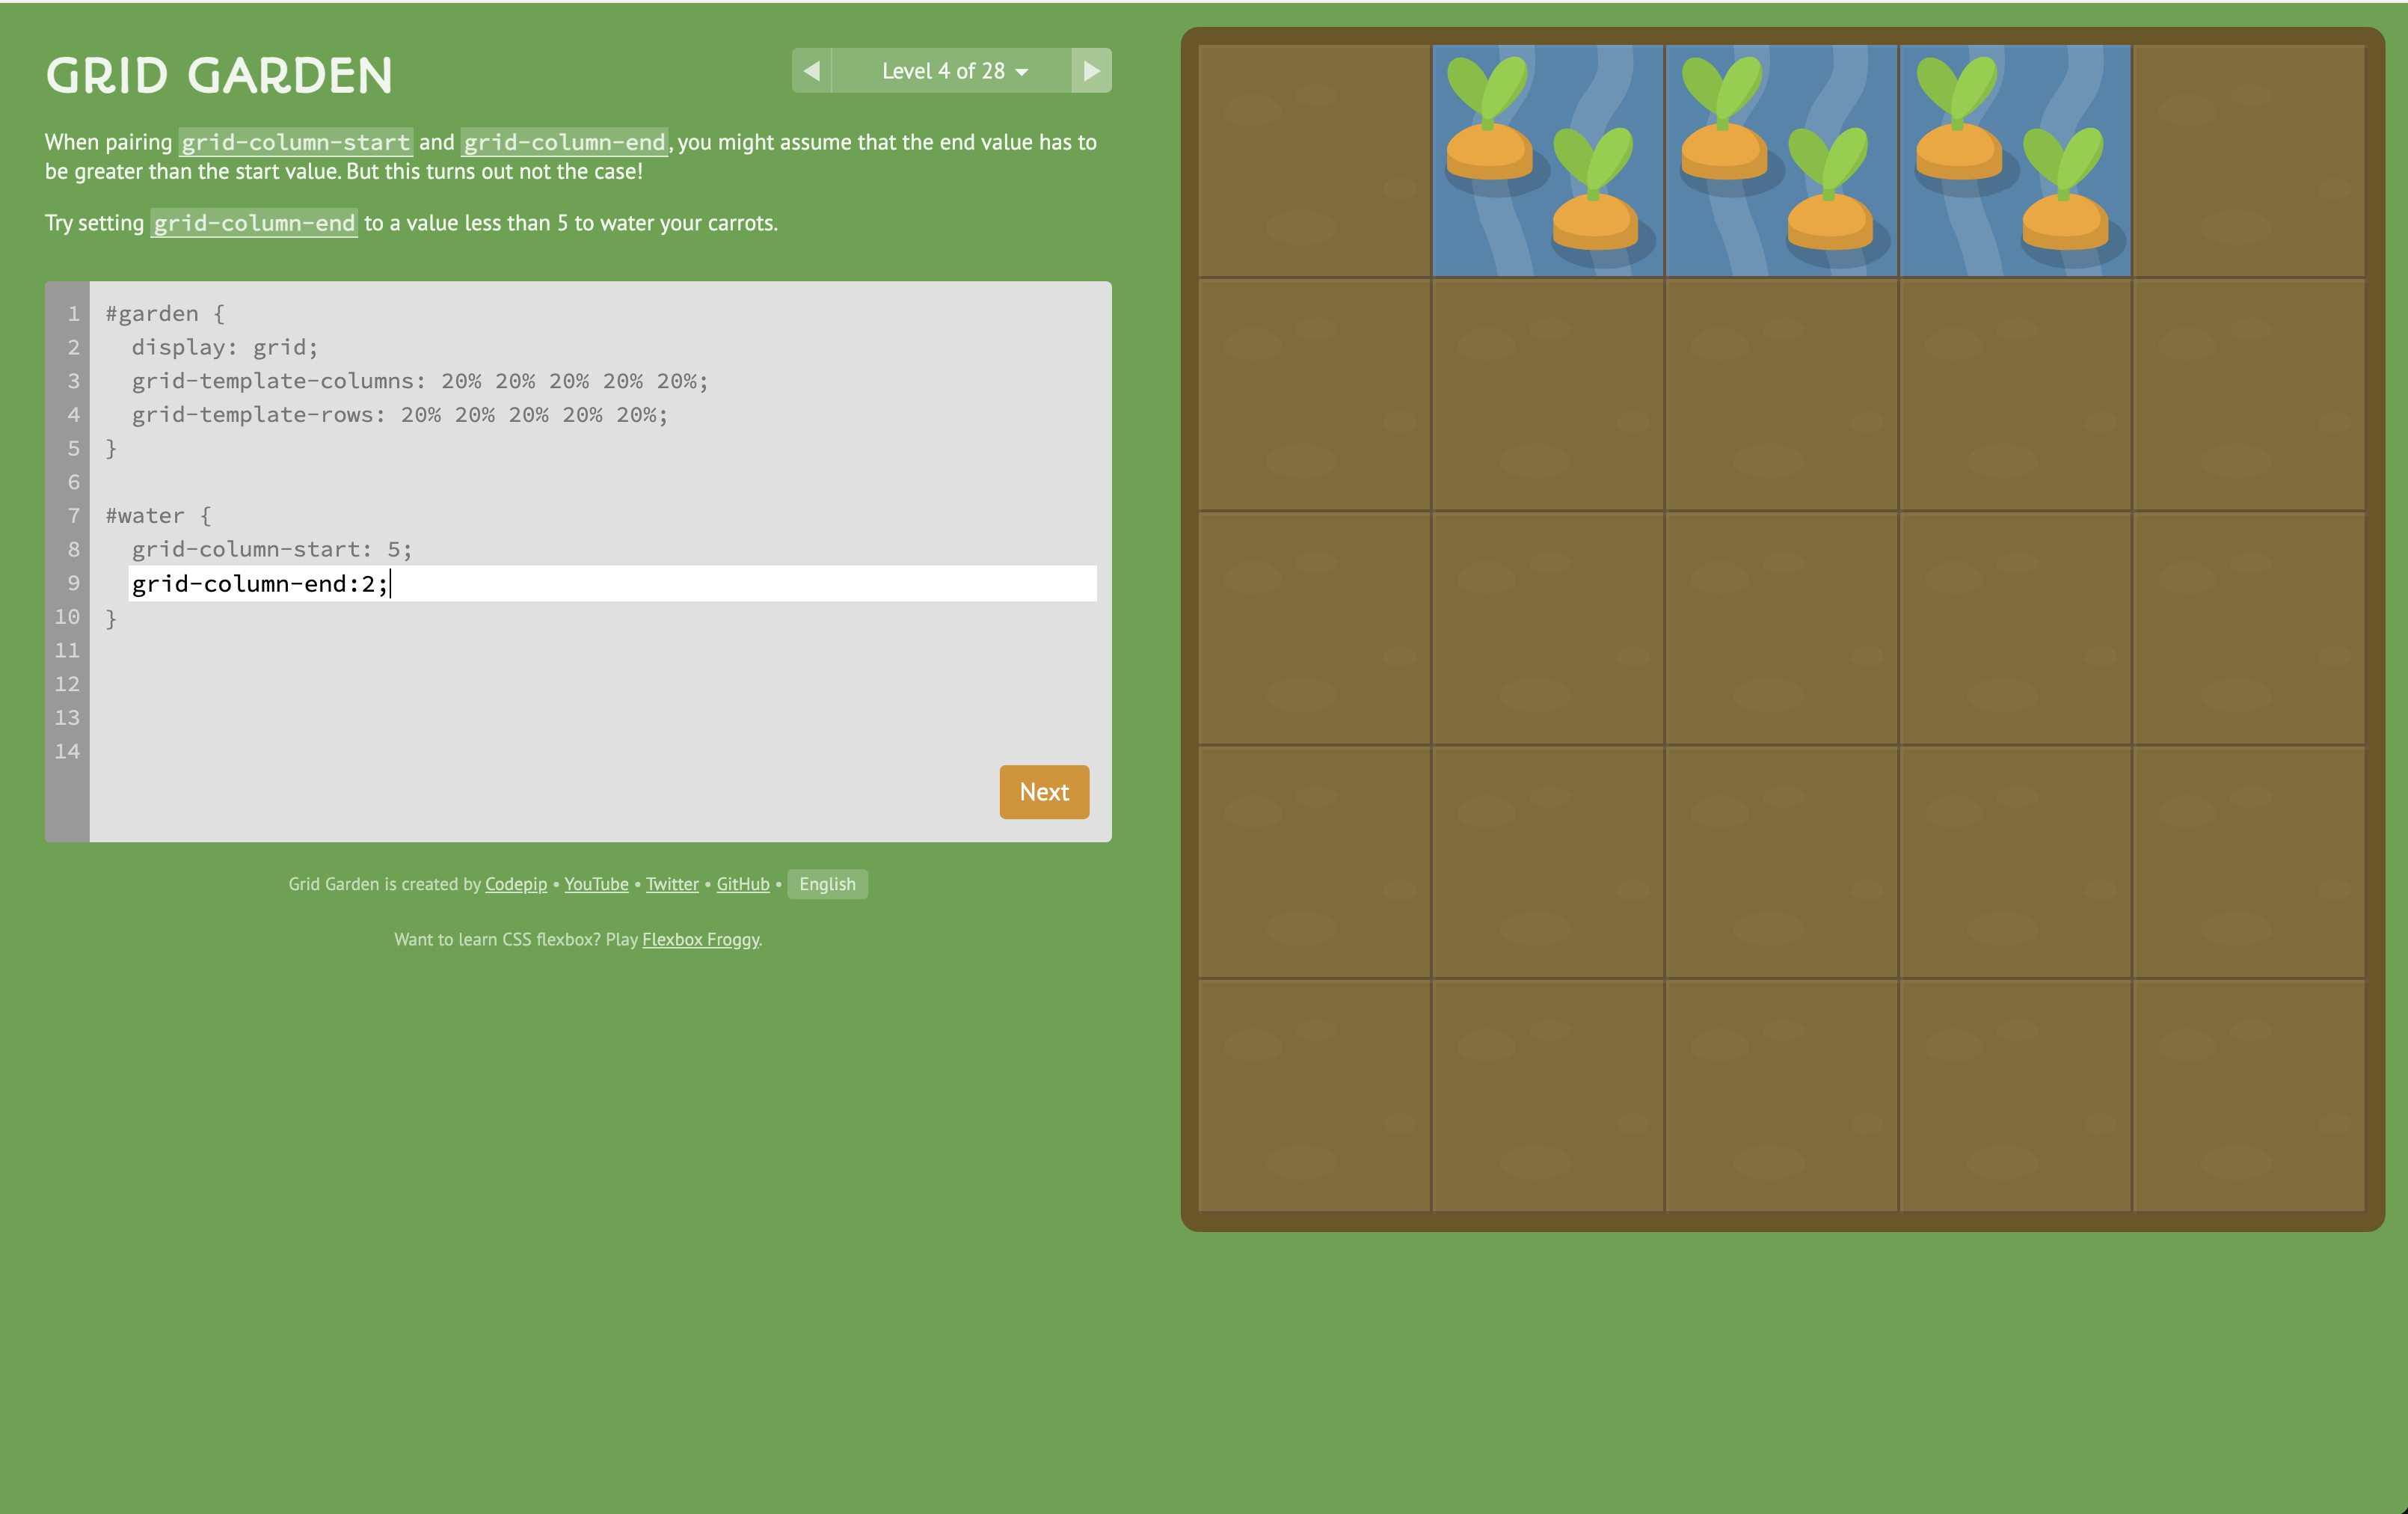 GRID GARDEN
Level 4 of 28
When pairing grid-column-start and grid-column-end, you might assume that the end value has to
be greater than the start value. But this turns out not the case!
Try setting grid-column-end to a value less than 5 to water your carrots.
1 #garden {
2 display: grid;
3 grid-template-columns: 20% 20% 20% 20% 20%;
4 grid-template-rows: 20% 20% 20% 20% 20%;
5 }
6
7 #water {
8 grid-column-start: 5;
9 grid-column-end:2;
10 }
11
12
13
14
Next
Grid Garden is created by Codepip • YouTube • Twitter • GitHub • English
Want to learn CSS flexbox? Play Flexbox Froggy.